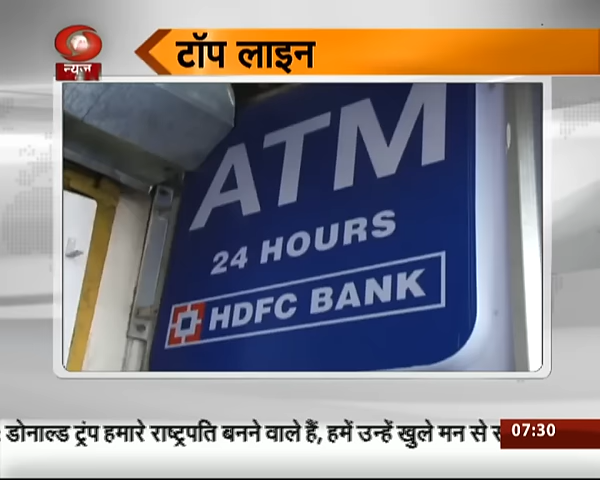 न्यूज़
टॉप लाइन
ATM
24 HOURS
HDFC BANK
डोनाल्ड ट्रंप हमारे राष्ट्रपति बनने वाले हैं, हमें उन्हें खुले मन से
07:30